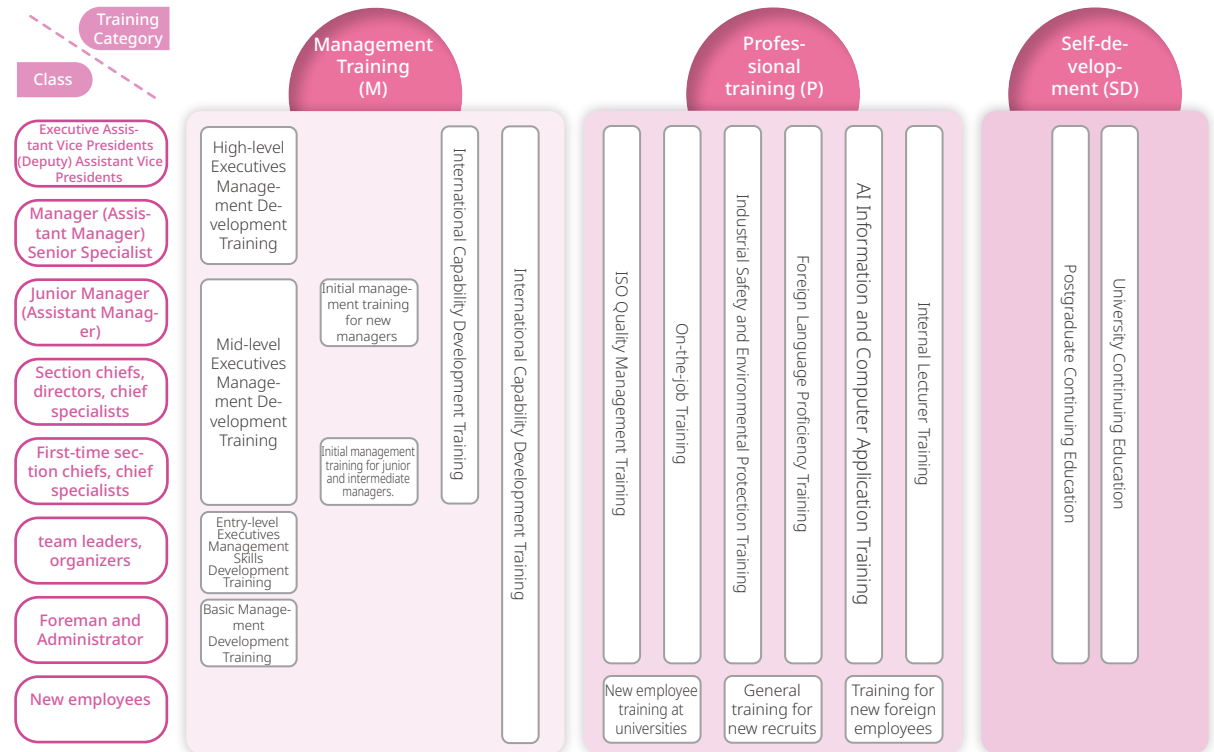 Training
Category
Class
Management
Training
(M)
Profes-
sional
training (P)
Self-de-
velop-
ment (SD)
Executive Assis-
tant Vice Presidents
(Deputy) Assistant Vice
Presidents
Manager (Assis-
tant Manager)
Senior Specialist
Junior Manager
(Assistant Manag-
er)
Section chiefs,
directors, chief
specialists
First-time sec-
tion chiefs, chief
specialists
team leaders,
organizers
Foreman and
Administrator
New employees
High-level
Executives
Manage-
ment De-
velopment
Training
Mid-level
Executives
Manage-
ment De-
velopment
Training
Entry-level
Executives
Management
Skills
Development
Training
Basic Manage-
ment
Development
Training
Initial manage-
ment training
for new
managers
Initial management
training for junior
and intermediate
managers.
International Capability Development Training
International Capability Development Training
ISO Quality Management Training
On-the-job Training
Industrial Safety and Environmental Protection Training
Foreign Language Proficiency Training
AI Information and Computer Application Training
Internal Lecturer Training
New employee
training at
universities
General
training for
new recruits
Training for
new foreign
employees
Postgraduate Continuing Education
University Continuing Education